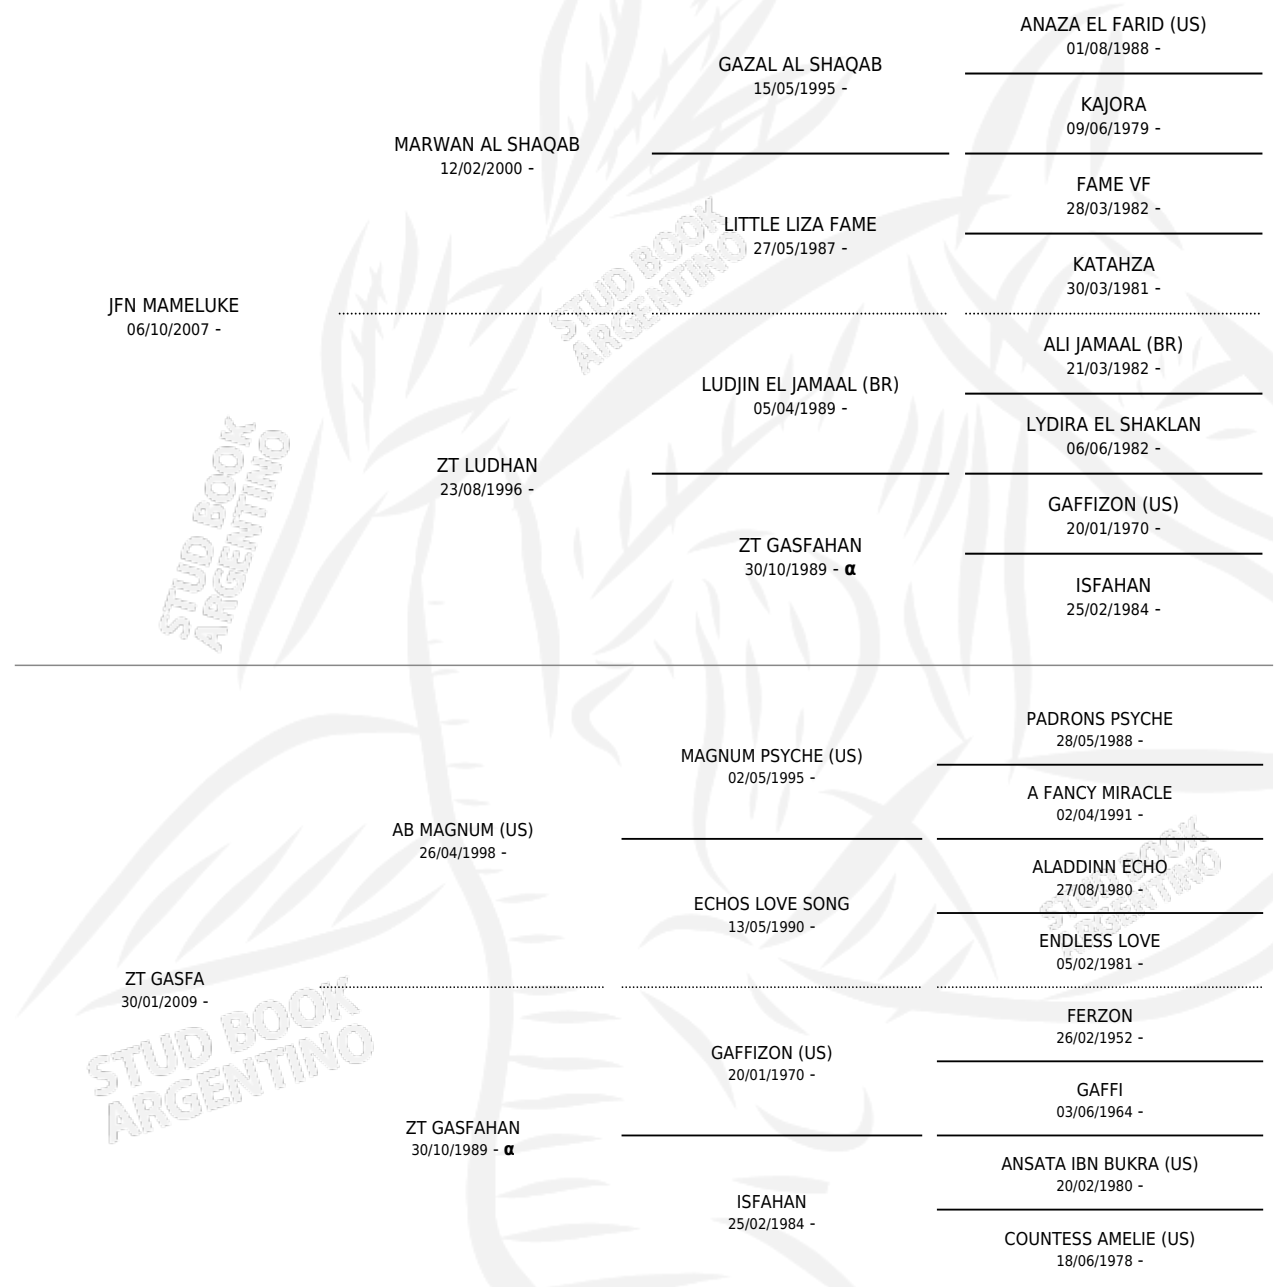 ANAZA EL FARID (US)
01/08/1988 -
GAZAL AL SHAQAB
15/05/1995 -
KAJORA
09/06/1979 -
MARWAN AL SHAQAB
12/02/2000 -
FAME VF
28/03/1982 -
LITTLE LIZA FAME
27/05/1987 -
KATAHZA
30/03/1981 -
JFN MAMELUKE
06/10/2007 -
ALI JAMAAL (BR)
21/03/1982 -
LUDJIN EL JAMAAL (BR)
05/04/1989 -
LYDIRA EL SHAKLAN
06/06/1982 -
ZT LUDHAN
23/08/1996 -
GAFFIZON (US)
20/01/1970 -
ZT GASFAHAN
30/10/1989 - α
ISFAHAN
25/02/1984 -
PADRONS PSYCHE
28/05/1988 -
MAGNUM PSYCHE (US)
02/05/1995 -
A FANCY MIRACLE
02/04/1991 -
AB MAGNUM (US)
26/04/1998 -
ALADDINN ECHO
27/08/1980 -
ECHOS LOVE SONG
13/05/1990 -
ENDLESS LOVE
05/02/1981 -
ZT GASFA
30/01/2009 -
FERZON
26/02/1952 -
GAFFIZON (US)
20/01/1970 -
GAFFI
03/06/1964 -
ZT GASFAHAN
30/10/1989 - α
ANSATA IBN BUKRA (US)
20/02/1980 -
ISFAHAN
25/02/1984 -
COUNTESS AMELIE (US)
18/06/1978 -
STUD BOOK
ARGENTINO
STUD BOOK
ARGENTINO
STUD BOOK
ARGENTINO
STUD BOOK
ARGENTINO